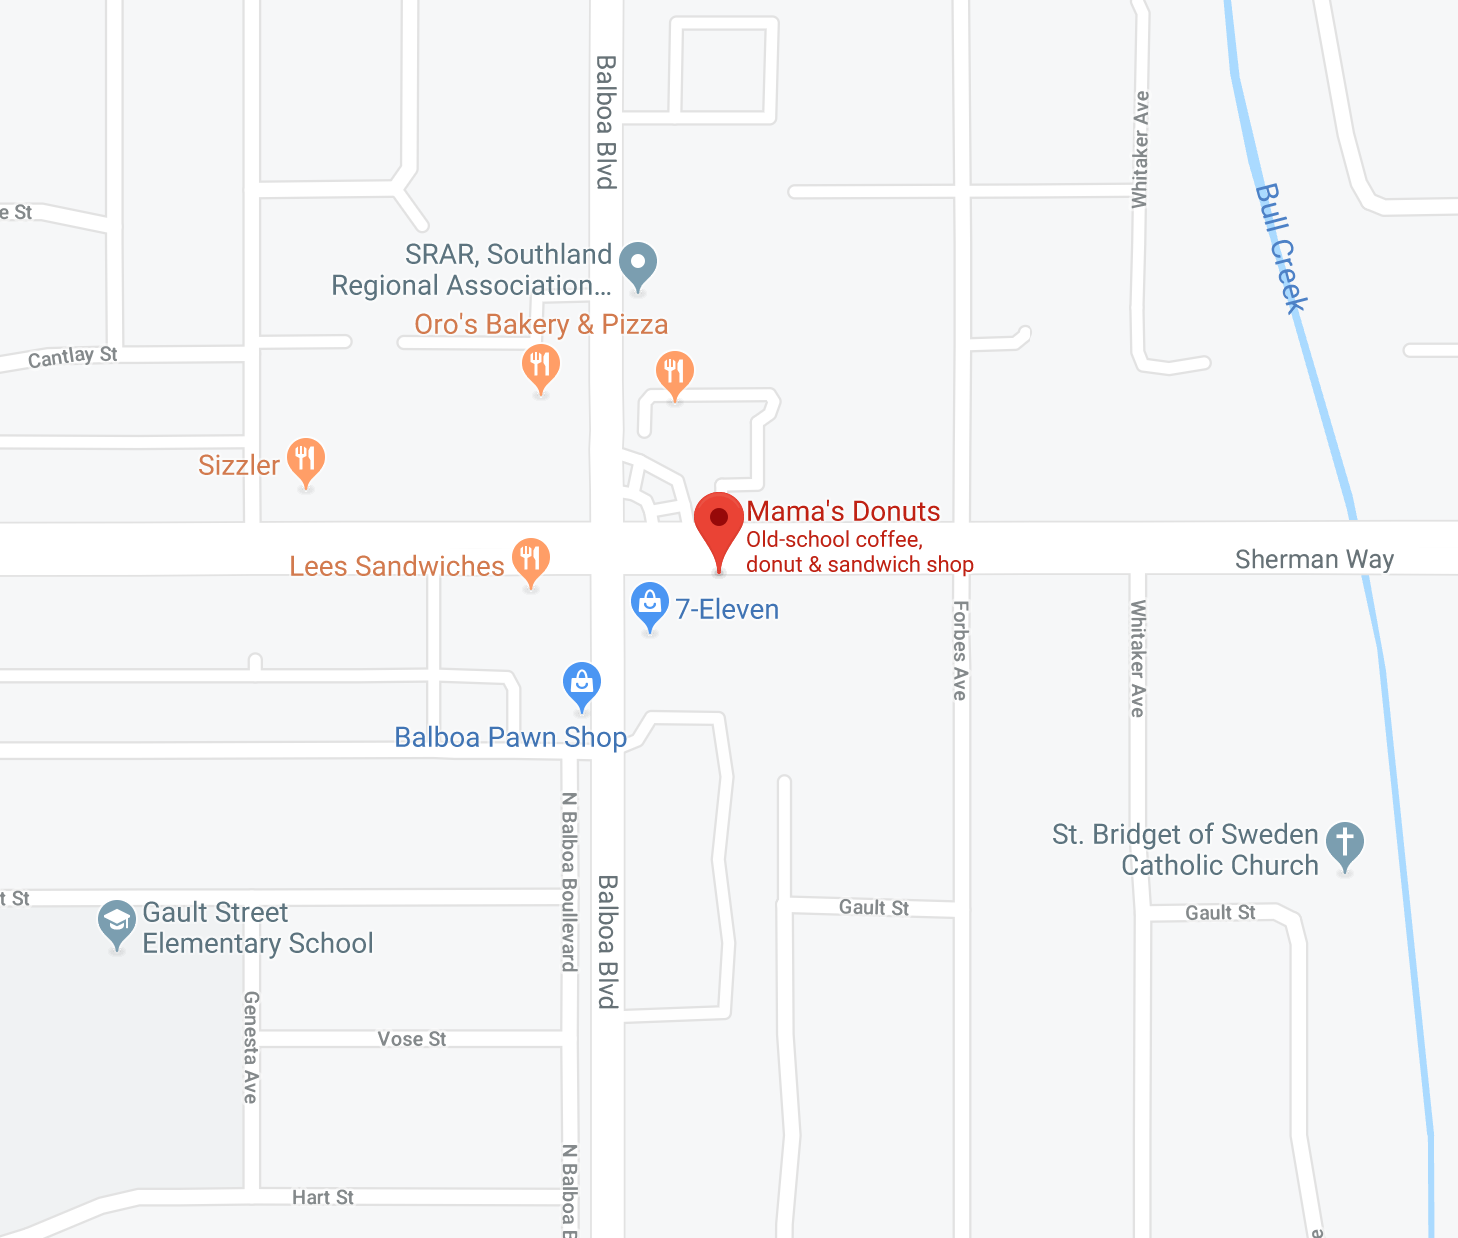 Balboa Blvd
Whitaker Ave
e St
Bull Creek
SRAR, Southland
Regional Association...
Oro's Bakery & Pizza
Cantlay St
Sizzler
Mama's Donuts
Old-school coffee,
donut & sandwich shop
Lees Sandwiches
Sherman Way
7-Eleven
Forbes Ave
Whitaker Ave
Balboa Pawn Shop
N Balboa Boullevard
St. Bridget of Sweden
Catholic Church
Balboa Blvd
t St
Gault Street
Elementary School
Gault St
Gault St
Genesta Ave
Vose St
Hart St
N Balboa B
e